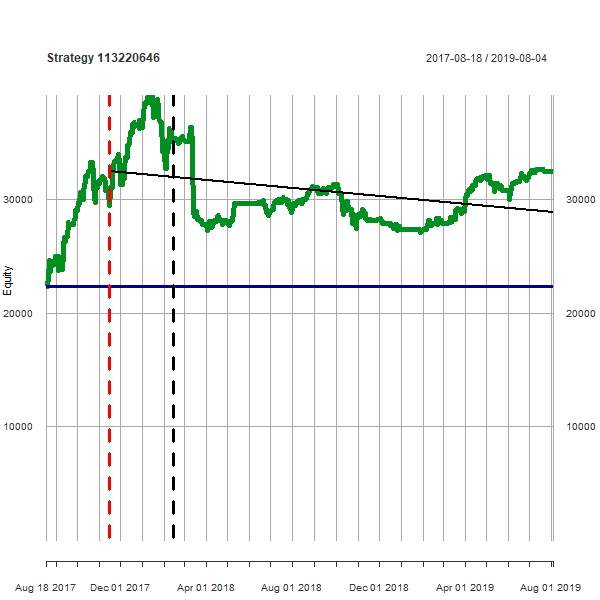 Strategy 113220646 2017-08-18 / 2019-08-04
30000 30000
Equity
20000 20000
10000 10000
Aug 18 2017 Dec 01 2017 Apr 01 2018 Aug 01 2018 Dec 01 2018 Apr 01 2019 Aug 01 2019